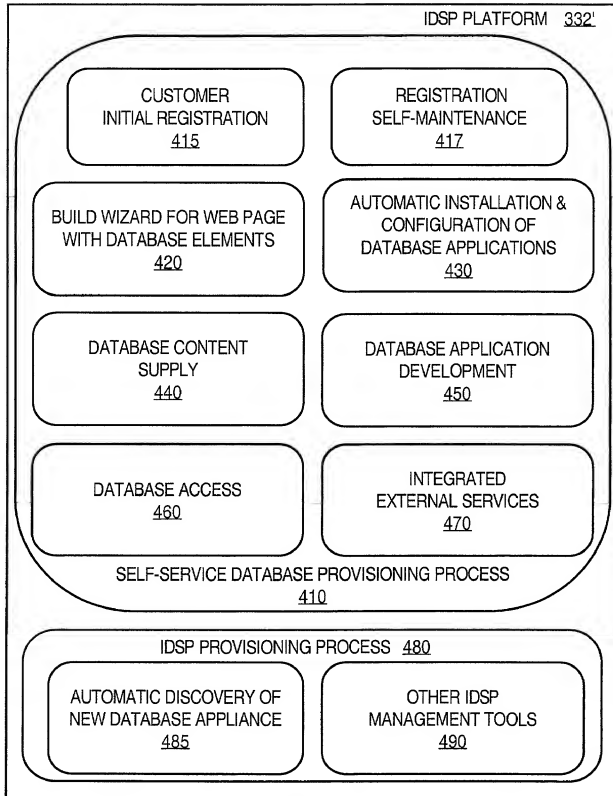 IDSP PLATFORM 332'
CUSTOMER
INITIAL REGISTRATION
415
REGISTRATION
SELF-MAINTENANCE
417
BUILD WIZARD FOR WEB PAGE
WITH DATABASE ELEMENTS
420
AUTOMATIC INSTALLATION &
CONFIGURATION OF
DATABASE APPLICATIONS
430
DATABASE CONTENT
SUPPLY
440
DATABASE APPLICATION
DEVELOPMENT
450
DATABASE ACCESS
460
INTEGRATED
EXTERNAL SERVICES
470
SELF-SERVICE DATABASE PROVISIONING PROCESS
410
IDSP PROVISIONING PROCESS 480
AUTOMATIC DISCOVERY OF
NEW DATABASE APPLIANCE
485
OTHER IDSP
MANAGEMENT TOOLS
490